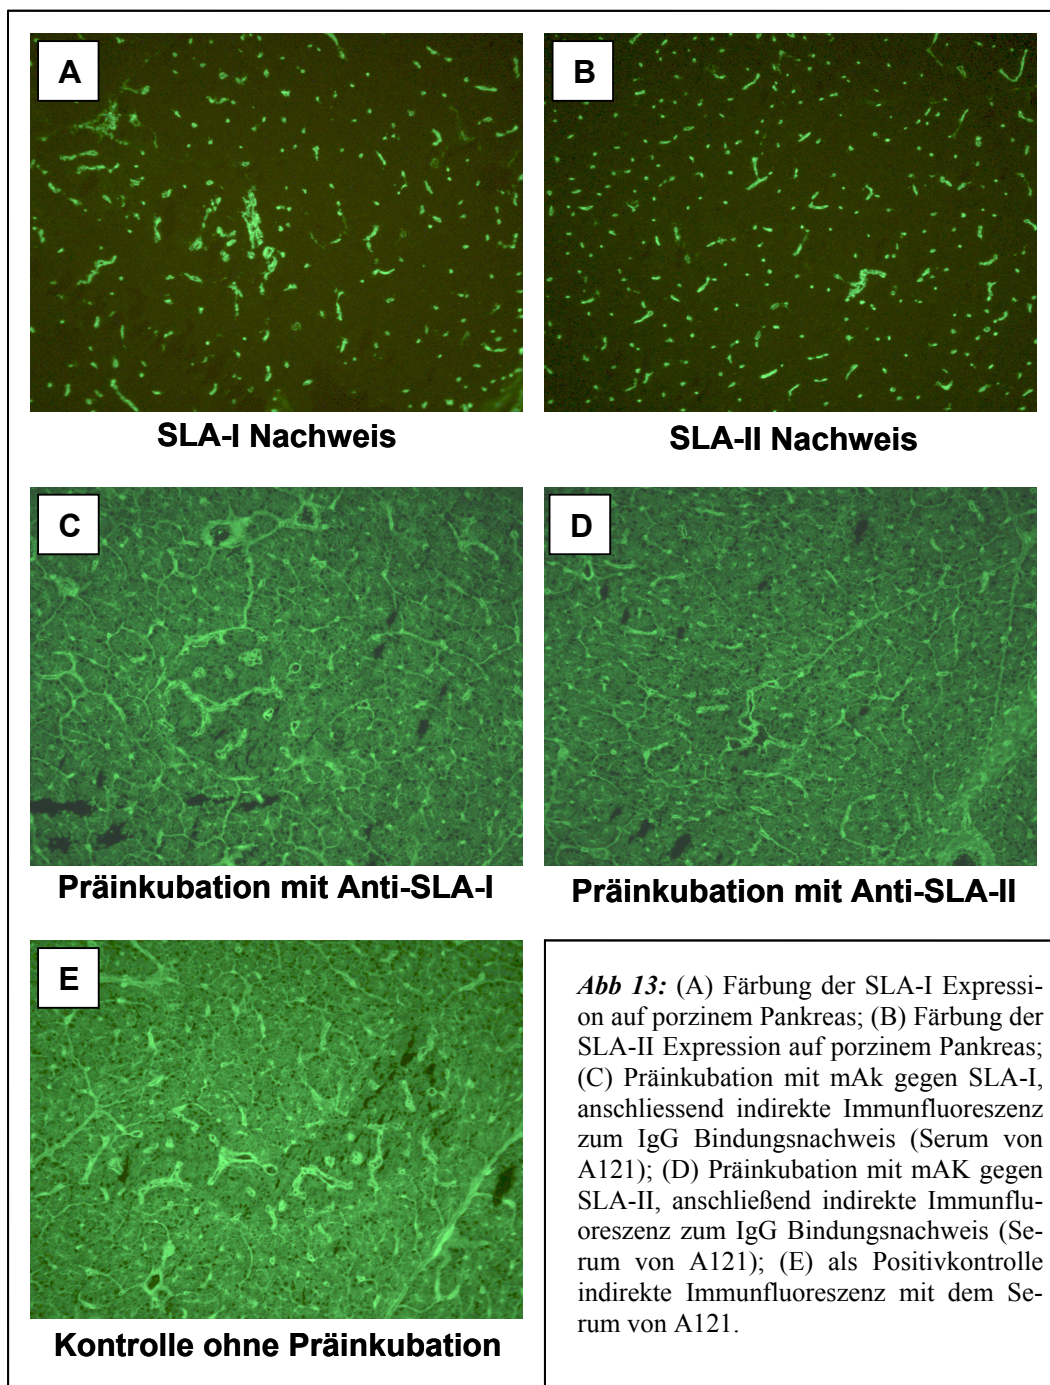 A
B
SLA-I Nachweis
SLA-II Nachweis
C
D
Präinkubation mit Anti-SLA-I
Präinkubation mit Anti-SLA-II
E
Kontrolle ohne Präinkubation
Abb 13: (A) Färbung der SLA-I Expressi-
on auf porzinem Pankreas; (B) Färbung der
SLA-II Expression auf porzinem Pankreas;
(C) Präinkubation mit mAk gegen SLA-I,
anschliessend indirekte Immunfluoreszenz
zum IgG Bindungsnachweis (Serum von
A121); (D) Präinkubation mit mAK gegen
SLA-II, anschließend indirekte Immunflu-
oreszenz zum IgG Bindungsnachweis (Se-
rum von A121); (E) als Positivkontrolle
indirekte Immunfluoreszenz mit dem Se-
rum von A121.